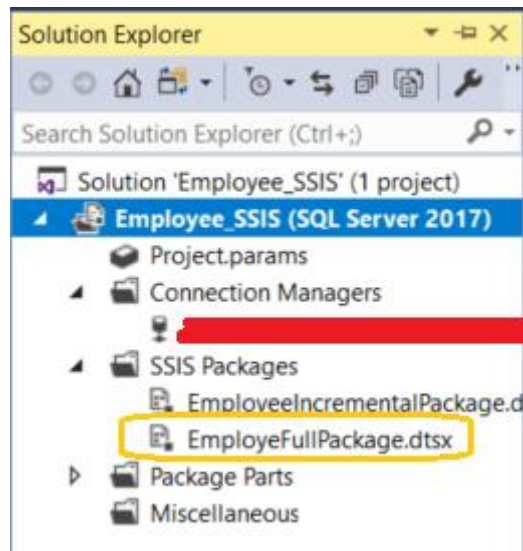 Solution Explorer
Search Solution Explorer (Ctrl+;)
Solution 'Employee_SSIS' (1 project)
Employee_SSIS (SQL Server 2017)
Project.params
Connection Managers
SSIS Packages
EmployeeIncrementalPackage.d
EmployeFullPackage.dtsx
Package Parts
Miscellaneous